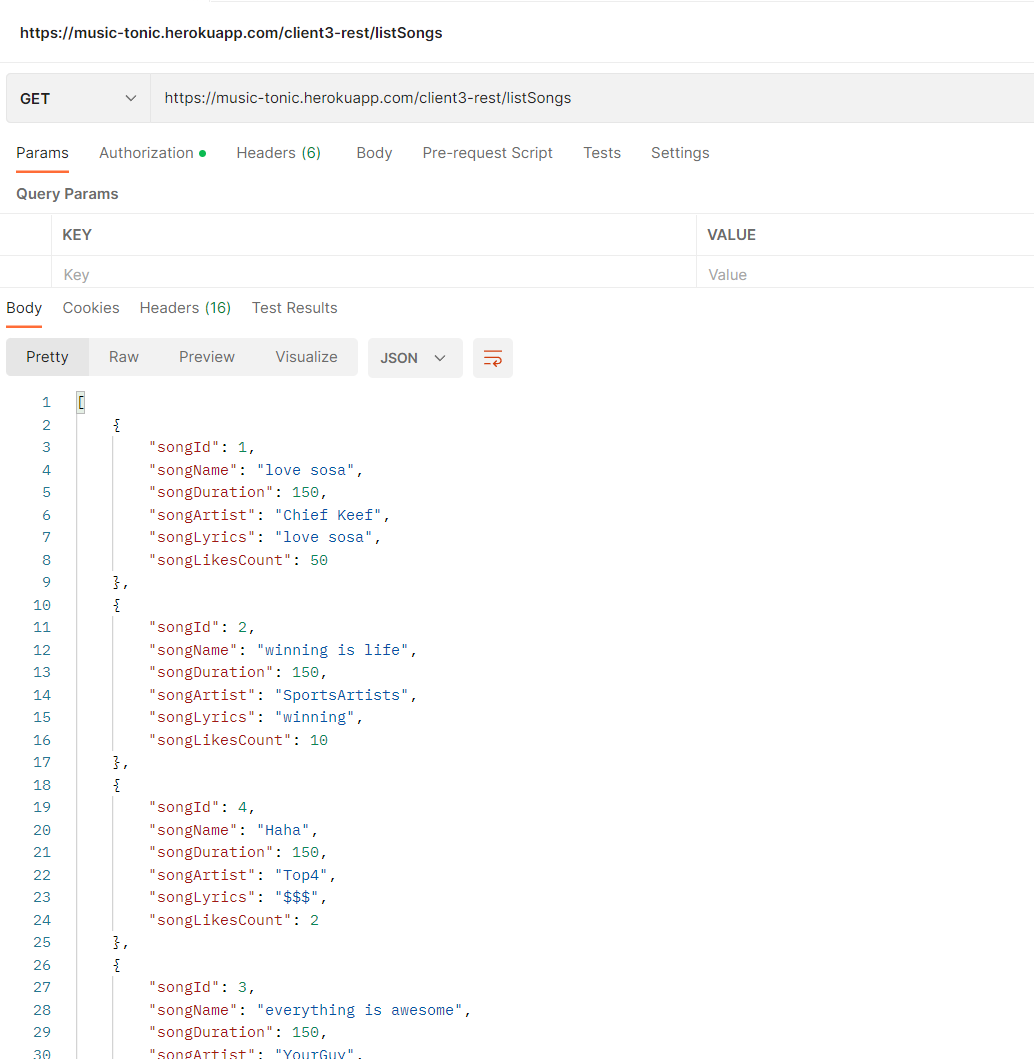 https://music-tonic.herokuapp.com/client3-rest/listSongs
GET https://music-tonic.herokuapp.com/client3-rest/listSongs
Params Authorization Headers (6) Body Pre-request Script Tests Settings
Query Params
KEY VALUE
Key Value
Body Cookies Headers (16) Test Results
Pretty Raw Preview Visualize JSON
1 [
2 {
3 "songId": 1,
4 "songName": "love sosa",
5 "songDuration": 150,
6 "songArtist": "Chief Keef",
7 "songLyrics": "love sosa",
8 "songLikesCount": 50
9 },
10 {
11 "songId": 2,
12 "songName": "winning is life",
13 "songDuration": 150,
14 "songArtist": "SportsArtists",
15 "songLyrics": "winning",
16 "songLikesCount": 10
17 },
18 {
19 "songId": 4,
20 "songName": "Haha",
21 "songDuration": 150,
22 "songArtist": "Top4",
23 "songLyrics": "$$$",
24 "songLikesCount": 2
25 },
26 {
27 "songId": 3,
28 "songName": "everything is awesome",
29 "songDuration": 150,
30 "songArtist": "YourGuy",